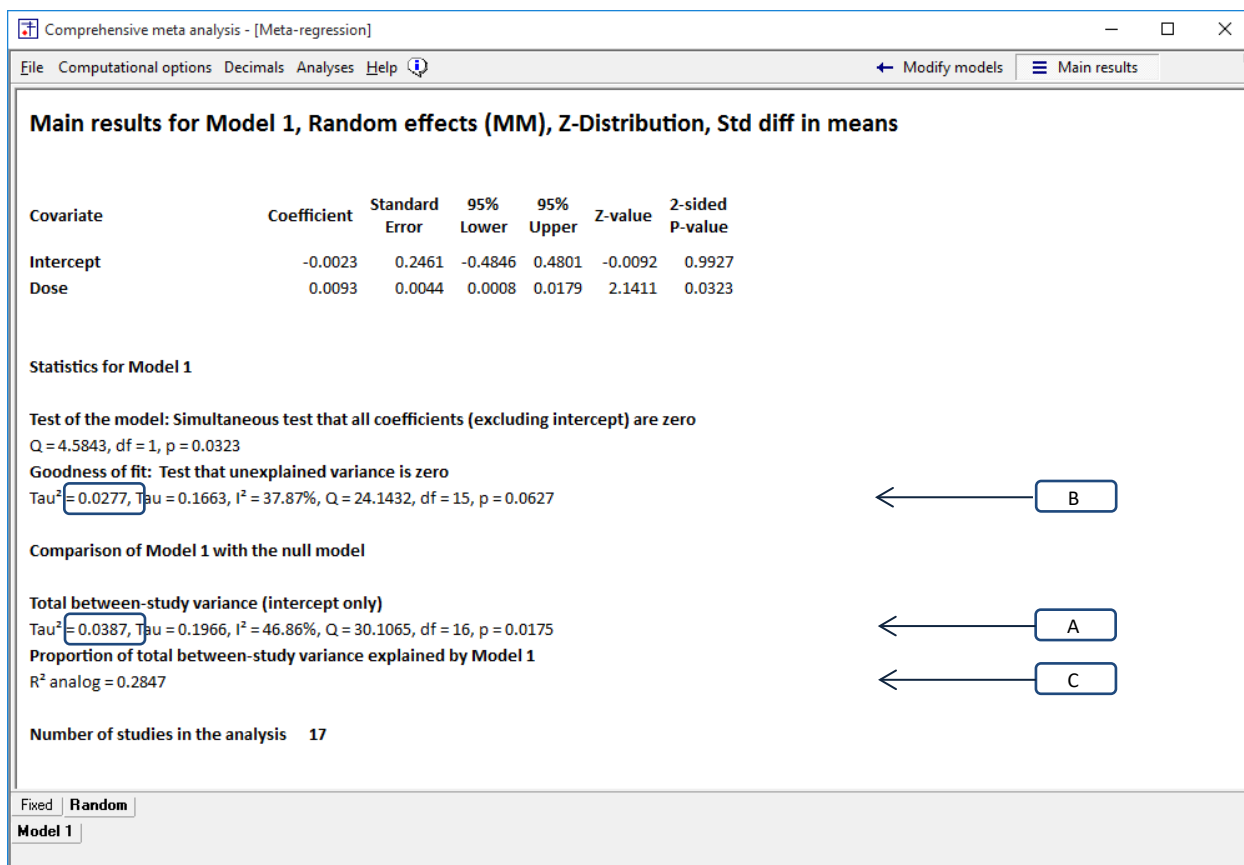 Comprehensive meta analysis - [Meta-regression]
File Computational options Decimals Analyses Help Modify models Main results
Main results for Model 1, Random effects (MM), Z-Distribution, Std diff in means
Covariate Coefficient Standard Error 95% Lower 95% Upper Z-value 2-sided P-value
Intercept -0.0023 0.2461 -0.4846 0.4801 -0.0092 0.9927
Dose 0.0093 0.0044 0.0008 0.0179 2.1411 0.0323
Statistics for Model 1
Test of the model: Simultaneous test that all coefficients (excluding intercept) are zero
Q = 4.5843, df = 1, p = 0.0323
Goodness of fit: Test that unexplained variance is zero
Tau² = 0.0277, Tau = 0.1663, I² = 37.87%, Q = 24.1432, df = 15, p = 0.0627 B
Comparison of Model 1 with the null model
Total between-study variance (intercept only)
Tau² = 0.0387, Tau = 0.1966, I² = 46.86%, Q = 30.1065, df = 16, p = 0.0175 A
Proportion of total between-study variance explained by Model 1
R² analog = 0.2847 C
Number of studies in the analysis 17
Fixed Random
Model 1